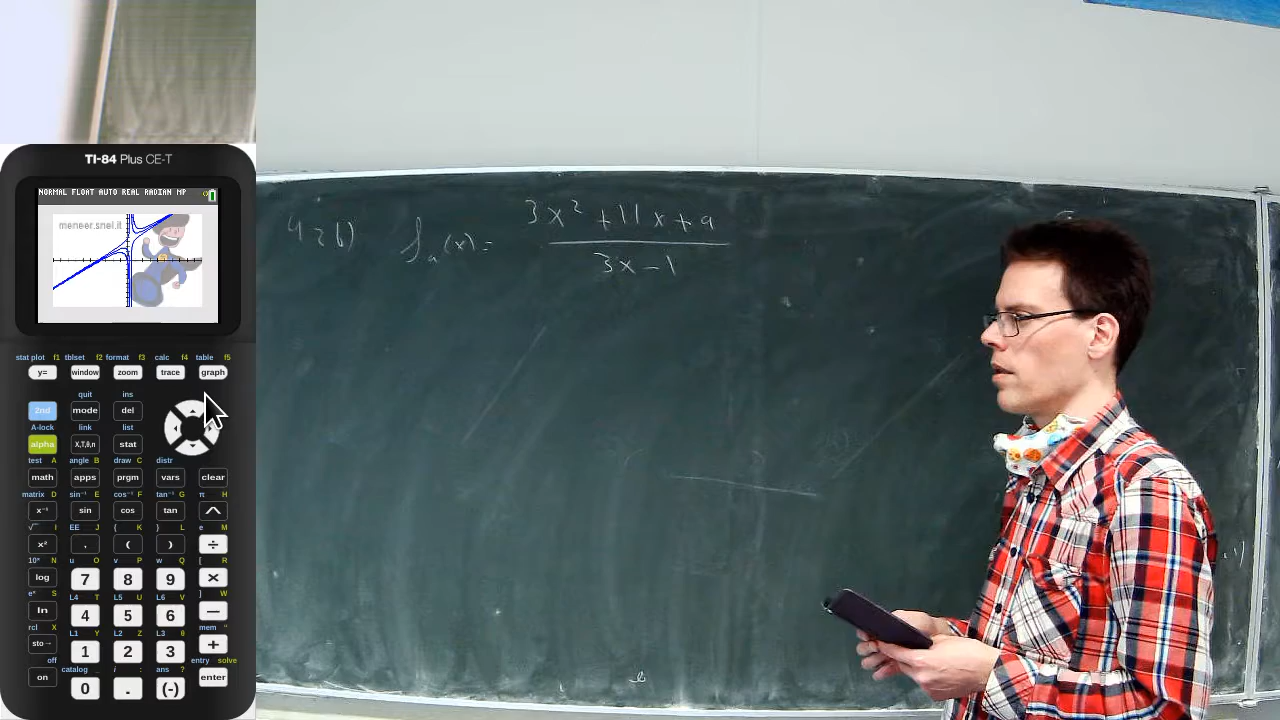 TI-84 Plus CE-T
NORMAL FLOAT AUTO REAL RADIAN MP
meneer.snel.it
stat plot f1 tblset f2 format f3 calc f4 table f5
y= window zoom trace graph
quit ins
2nd mode del
A-lock link list
alpha X,T,θ,n stat
test A angle B draw C distr
math apps prgm vars clear
matrix D sin⁻¹ E cos⁻¹ F tan⁻¹ G π H
x⁻¹ sin cos tan ^
√ I EE J { K } L e M
x² , ( ) ÷
10ˣ N u O v P w Q [ R
log 7 8 9 ×
eˣ S L4 T L5 U L6 V ] W
ln 4 5 6 −
rcl X L1 Y L2 Z L3 θ mem "
sto→ 1 2 3 +
off catalog i : ans ? entry solve
on 0 . (-) enter
42b) fₐ(x) = (3x² + 11x + a)/(3x − 1)